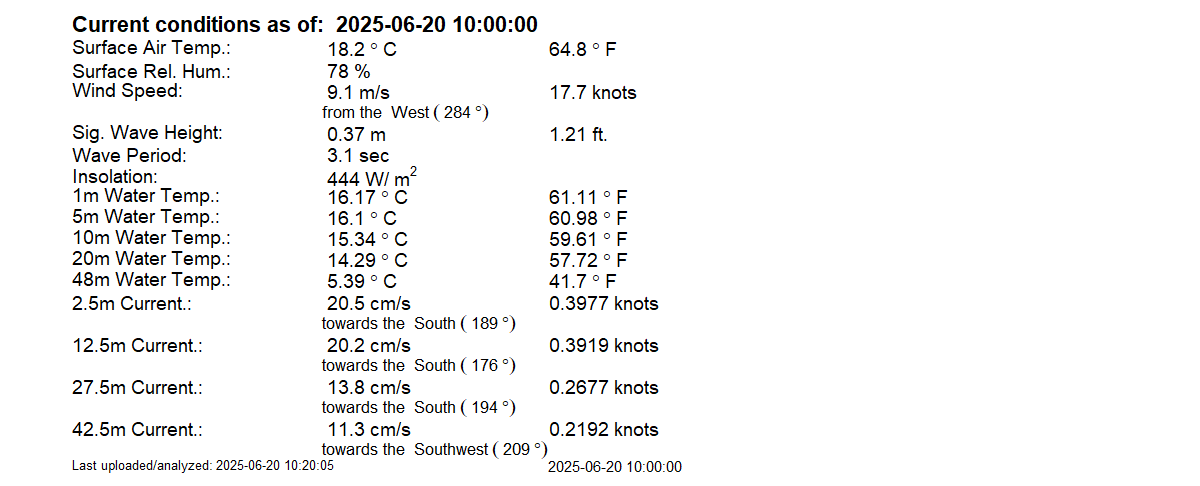 Current conditions as of: 2025-06-20 10:00:00
Surface Air Temp.: 18.2 ° C 64.8 ° F
Surface Rel. Hum.: 78 %
Wind Speed: 9.1 m/s 17.7 knots
from the West ( 284 °)
Sig. Wave Height: 0.37 m 1.21 ft.
Wave Period: 3.1 sec
Insolation: 444 W/ m²
1m Water Temp.: 16.17 ° C 61.11 ° F
5m Water Temp.: 16.1 ° C 60.98 ° F
10m Water Temp.: 15.34 ° C 59.61 ° F
20m Water Temp.: 14.29 ° C 57.72 ° F
48m Water Temp.: 5.39 ° C 41.7 ° F
2.5m Current.: 20.5 cm/s 0.3977 knots
towards the South ( 189 °)
12.5m Current.: 20.2 cm/s 0.3919 knots
towards the South ( 176 °)
27.5m Current.: 13.8 cm/s 0.2677 knots
towards the South ( 194 °)
42.5m Current.: 11.3 cm/s 0.2192 knots
towards the Southwest ( 209 °)
Last uploaded/analyzed: 2025-06-20 10:20:05 2025-06-20 10:00:00